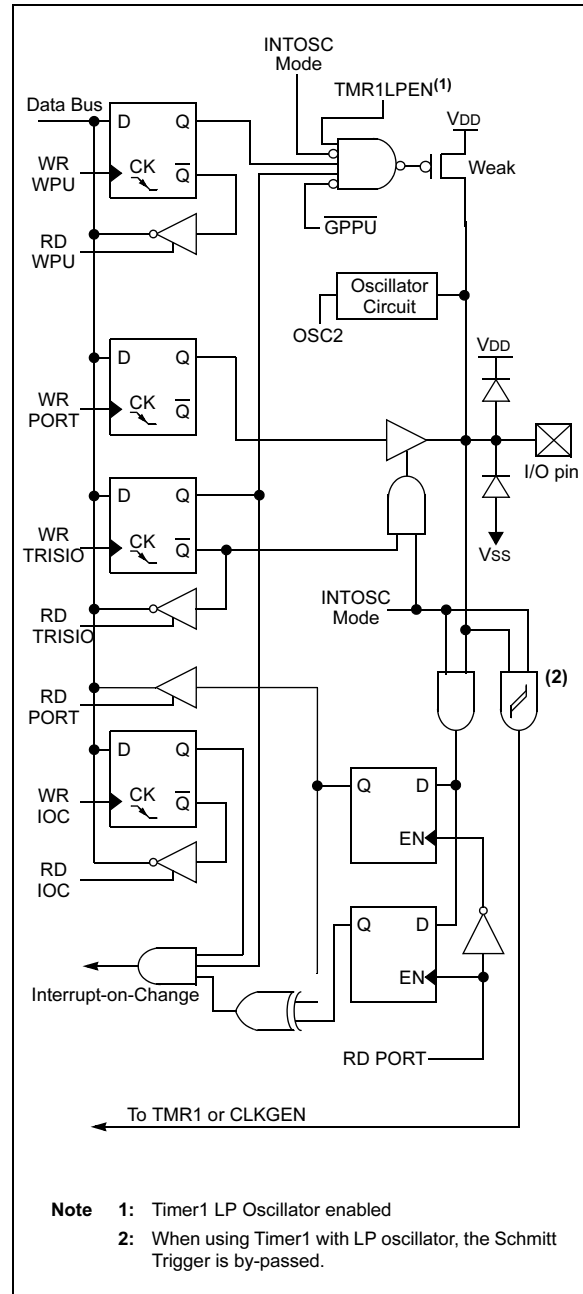 INTOSC
Mode
TMR1LPEN(1)
Data Bus
D Q
VDD
WR
WPU
CK Q
Weak
GPPU
RD
WPU
Oscillator
Circuit
OSC2
VDD
D Q
WR
PORT
CK Q
I/O pin
D Q
WR
TRISIO
CK Q
VSS
INTOSC
Mode
RD
TRISIO
(2)
RD
PORT
D Q
Q D
WR
IOC
CK Q
EN
RD
IOC
Q D
EN
Interrupt-on-Change
RD PORT
To TMR1 or CLKGEN
Note 1: Timer1 LP Oscillator enabled
2: When using Timer1 with LP oscillator, the Schmitt
Trigger is by-passed.